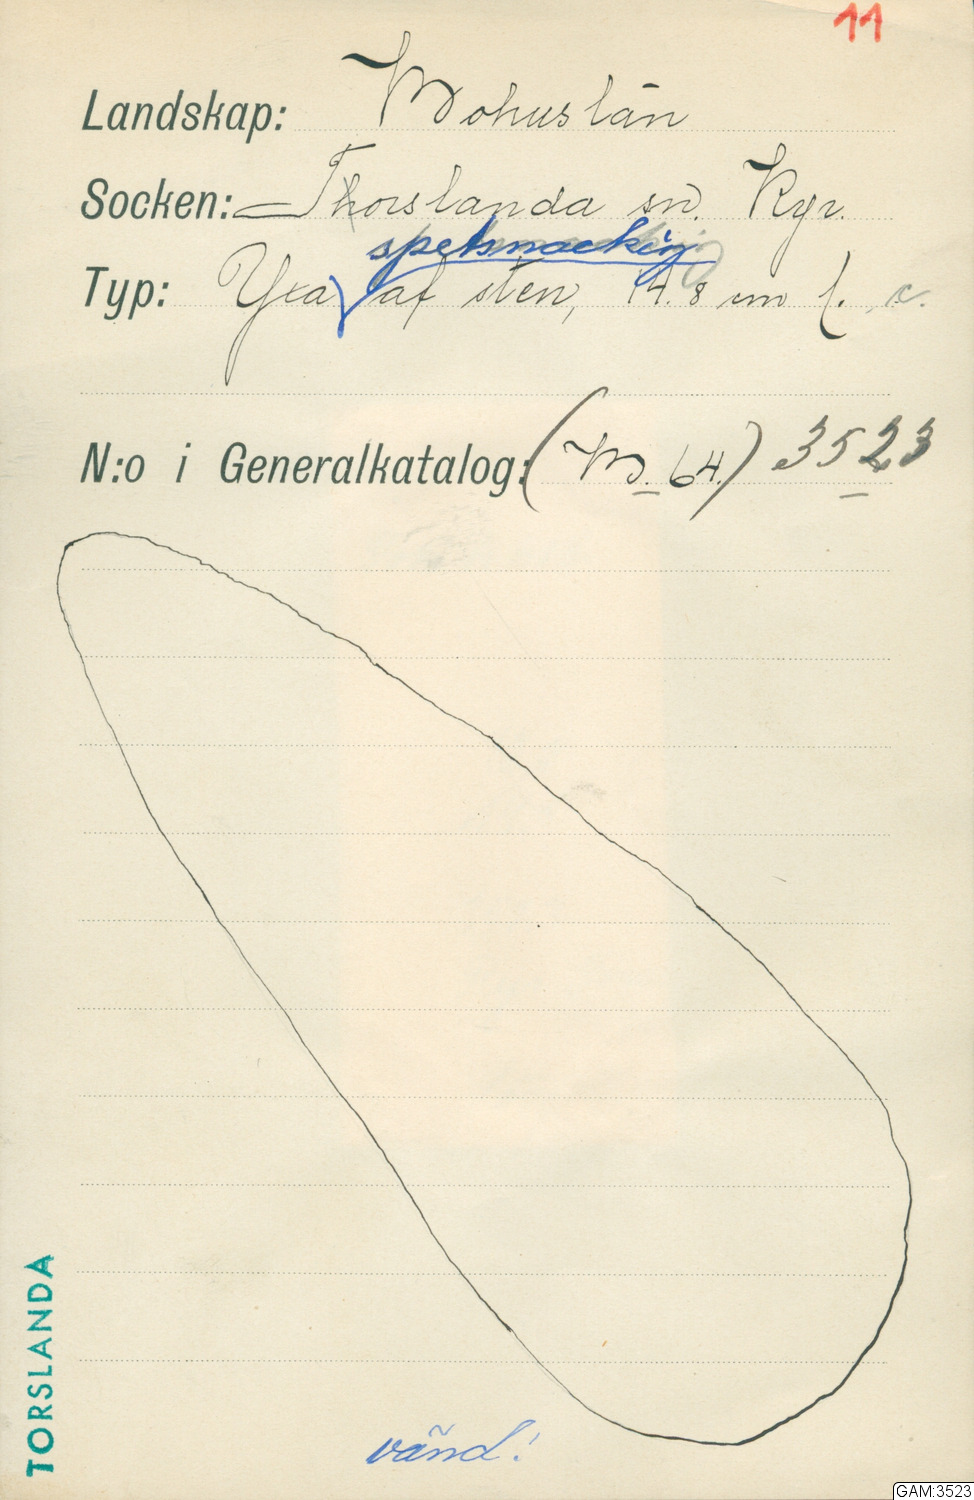 11
Landskap: Bohuslän
Socken: Thorslanda sn. Kyr.
spetsnackig
Typ: Yxa af sten, 14.8 cm l.
N:o i Generalkatalog: (B. 64.) 3523
vänd!
TORSLANDA
GAM:3523